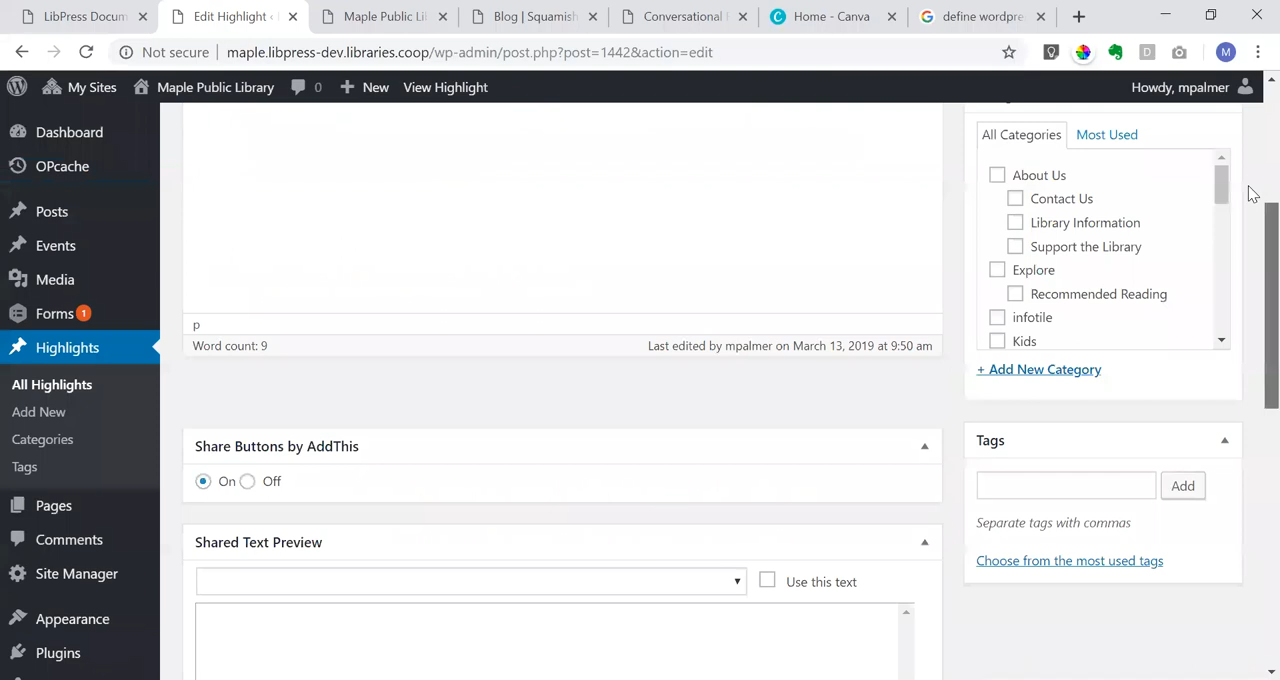 LibPress Docum
Edit Highlight ‹
Maple Public Li
Blog | Squamish
Conversational
Home - Canva
define wordpre
Not secure
maple.libpress-dev.libraries.coop/wp-admin/post.php?post=1442&action=edit
D
M
My Sites
Maple Public Library
0
New
View Highlight
Howdy, mpalmer
Dashboard
OPcache
Posts
Events
Media
Forms 1
Highlights
All Highlights
Add New
Categories
Tags
Pages
Comments
Site Manager
Appearance
Plugins
p
Word count: 9
Last edited by mpalmer on March 13, 2019 at 9:50 am
Share Buttons by AddThis
On
Off
Shared Text Preview
Use this text
All Categories
Most Used
About Us
Contact Us
Library Information
Support the Library
Explore
Recommended Reading
infotile
Kids
+ Add New Category
Tags
Add
Separate tags with commas
Choose from the most used tags